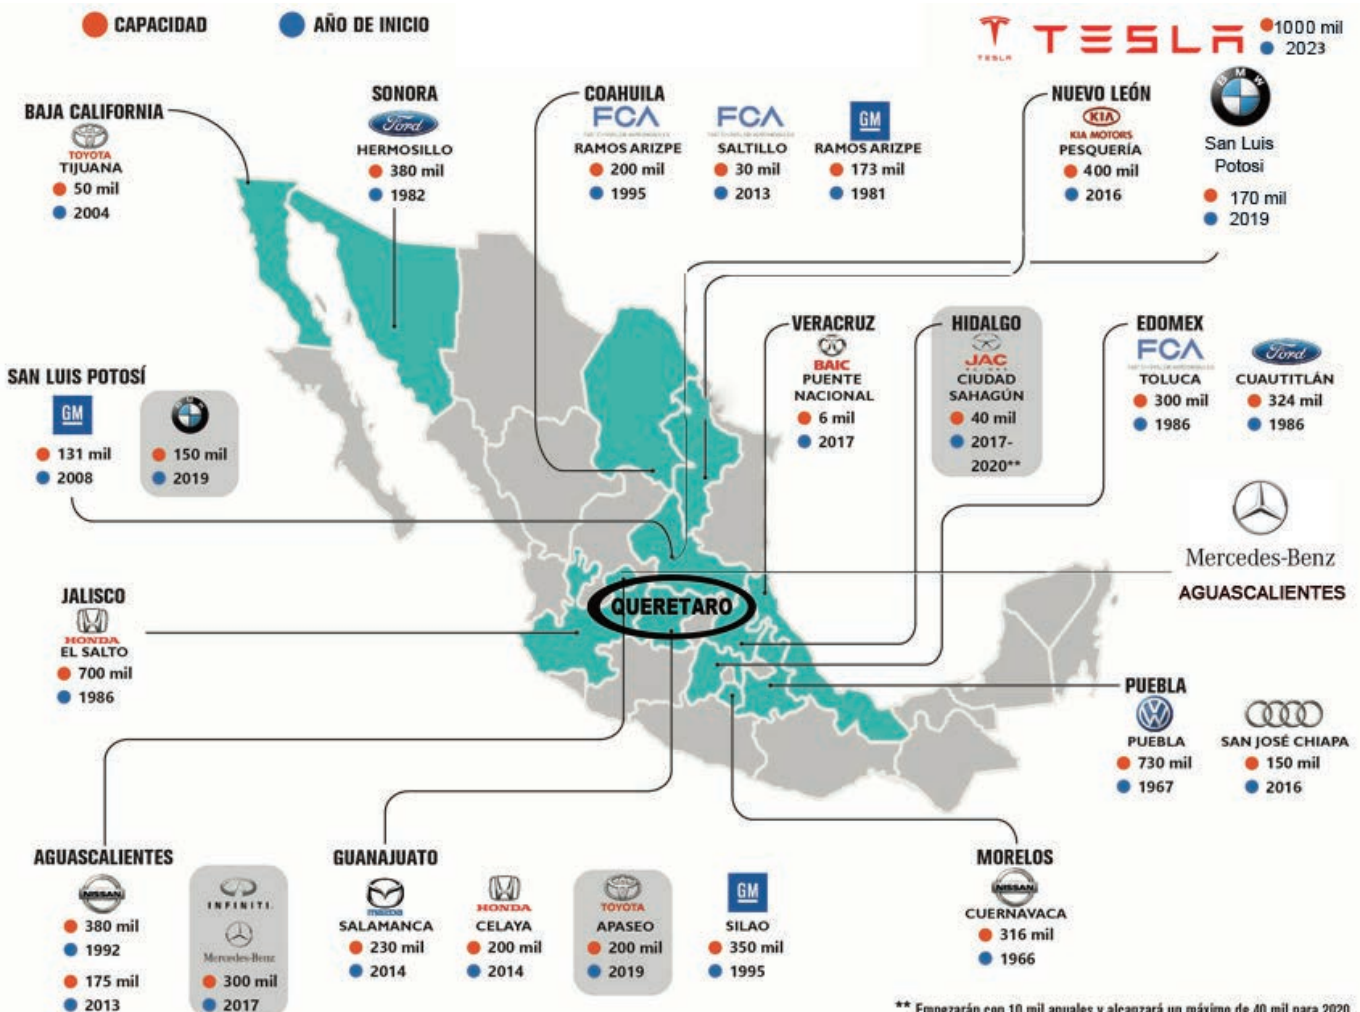 CAPACIDAD
AÑO DE INICIO
TESLA
TESLA
1000 mil
2023
BAJA CALIFORNIA
TOYOTA
TIJUANA
50 mil
2004
SONORA
Ford
HERMOSILLO
380 mil
1982
COAHUILA
FCA
RAMOS ARIZPE
200 mil
1995
FCA
SALTILLO
30 mil
2013
GM
RAMOS ARIZPE
173 mil
1981
NUEVO LEÓN
KIA
KIA MOTORS
PESQUERÍA
400 mil
2016
BMW
San Luis
Potosi
170 mil
2019
SAN LUIS POTOSÍ
GM
131 mil
2008
BMW
150 mil
2019
VERACRUZ
BAIC
PUENTE
NACIONAL
6 mil
2017
HIDALGO
JAC
MOTORS
CIUDAD
SAHAGÚN
40 mil
2017-
2020**
EDOMEX
FCA
TOLUCA
300 mil
1986
Ford
CUAUTITLÁN
324 mil
1986
Mercedes-Benz
AGUASCALIENTES
QUERETARO
JALISCO
HONDA
EL SALTO
700 mil
1986
PUEBLA
PUEBLA
730 mil
1967
SAN JOSÉ CHIAPA
150 mil
2016
AGUASCALIENTES
NISSAN
380 mil
1992
175 mil
2013
INFINITI
Mercedes-Benz
300 mil
2017
GUANAJUATO
mazda
SALAMANCA
230 mil
2014
HONDA
CELAYA
200 mil
2014
TOYOTA
APASEO
200 mil
2019
GM
SILAO
350 mil
1995
MORELOS
NISSAN
CUERNAVACA
316 mil
1966
** Empezarán con 10 mil anuales y alcanzará un máximo de 40 mil para 2020